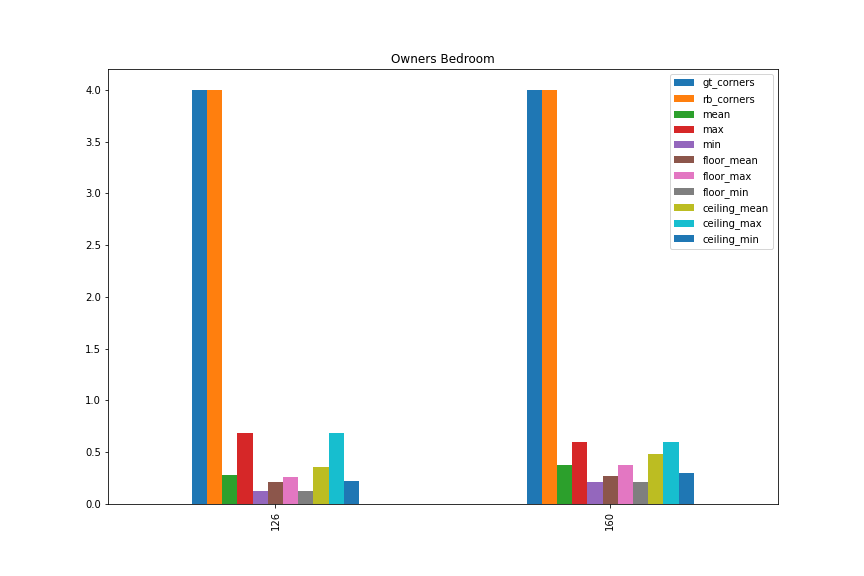 Owners Bedroom
gt_corners
rb_corners
mean
max
min
floor_mean
floor_max
floor_min
ceiling_mean
ceiling_max
ceiling_min
4.0
3.5
3.0
2.5
2.0
1.5
1.0
0.5
0.0
126
160